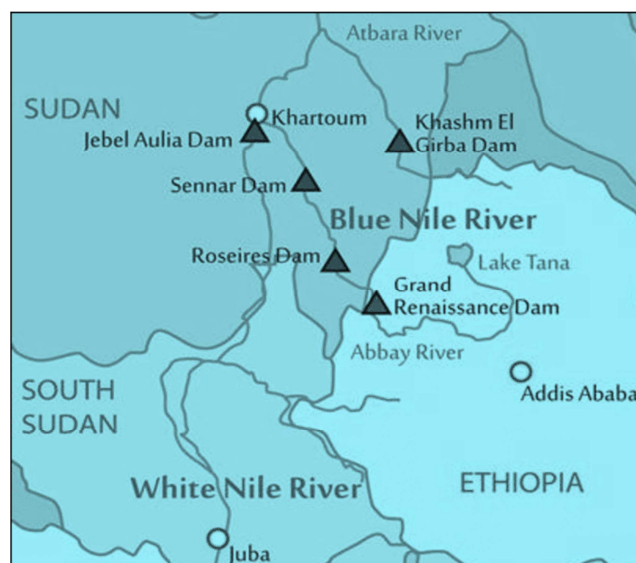 Atbara River
SUDAN
Khartoum
Jebel Aulia Dam
Khashm El
Girba Dam
Sennar Dam
Blue Nile River
Roseires Dam
Lake Tana
Grand
Renaissance Dam
Abbay River
SOUTH
SUDAN
Addis Ababa
White Nile River
ETHIOPIA
Juba